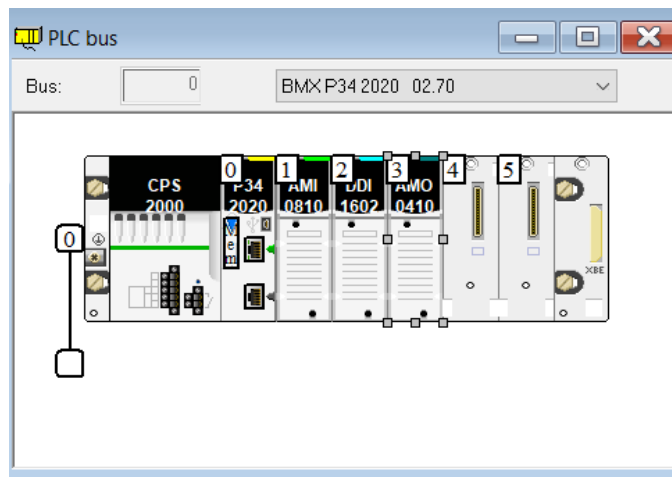 PLC bus
Bus: 0 BMX P34 2020 02.70
0 1 2 3 4 5
CPS P34 AMI DDI AMO
2000 2020 0810 1602 0410
0
Mem
XBE